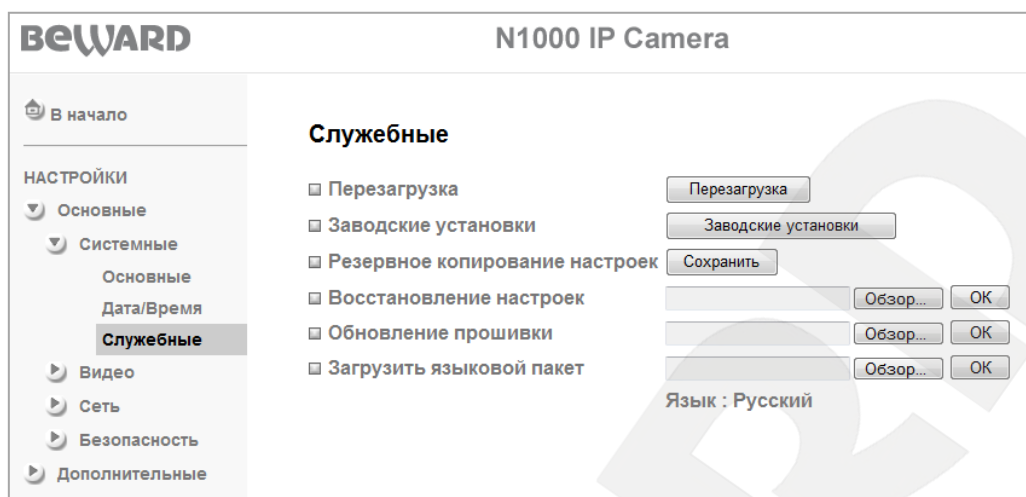 BEWARD
N1000 IP Camera
В начало
НАСТРОЙКИ
Основные
Системные
Основные
Дата/Время
Служебные
Видео
Сеть
Безопасность
Дополнительные
Служебные
Перезагрузка Перезагрузка
Заводские установки Заводские установки
Резервное копирование настроек Сохранить
Восстановление настроек Обзор... OK
Обновление прошивки Обзор... OK
Загрузить языковой пакет Обзор... OK
Язык : Русский